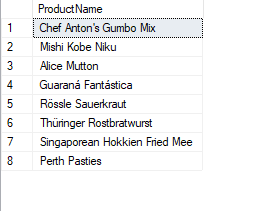 ProductName
1 Chef Anton's Gumbo Mix
2 Mishi Kobe Niku
3 Alice Mutton
4 Guaraná Fantástica
5 Rössle Sauerkraut
6 Thüringer Rostbratwurst
7 Singaporean Hokkien Fried Mee
8 Perth Pasties